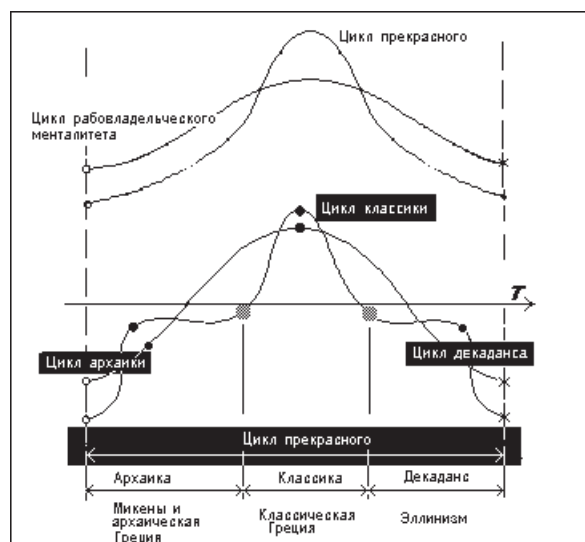 Цикл прекрасного
Цикл рабовладельческого
менталитета
Цикл классики
T
Цикл архаики
Цикл декаданса
Цикл прекрасного
Архаика
Классика
Декаданс
Микены и
архаическая
Греция
Классическая
Греция
Эллинизм